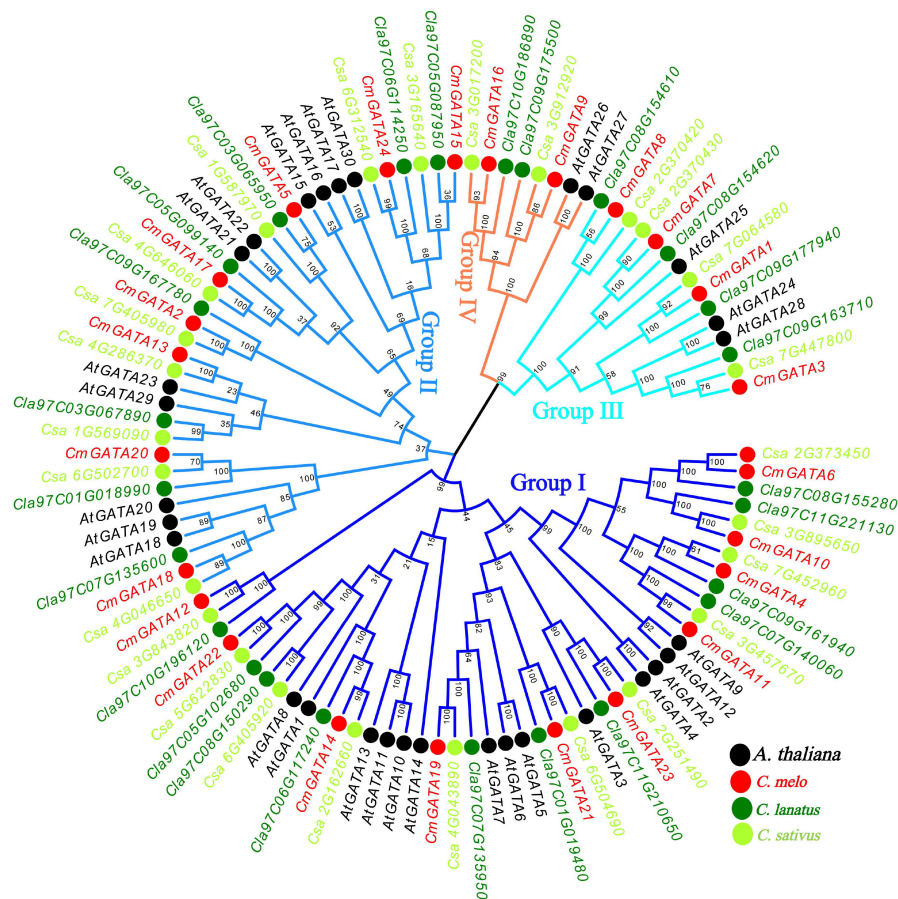 Cla97C10G186890
Cla97C09G175500
Csa 3G912920
CmGATA9
AtGATA26
AtGATA27
Cla97C08G154610
CmGATA8
Csa 2G370420
Csa 2G370430
CmGATA7
Cla97C08G154620
AtGATA25
Csa 7G064580
CmGATA1
Cla97C09G177940
AtGATA24
AtGATA28
Cla97C09G163710
Csa 7G447800
CmGATA3
Csa 2G373450
CmGATA6
Cla97C08G155280
Cla97C11G221130
Csa 3G895650
CmGATA10
Csa 7G452960
CmGATA4
Cla97C09G161940
Cla97C07G140060
Csa 3G457670
CmGATA11
AtGATA9
AtGATA12
AtGATA2
AtGATA4
Csa 2G251490
CmGATA23
Cla97C11G210650
AtGATA3
Csa 6G504690
CmGATA21
Cla97C01G019480
AtGATA5
AtGATA6
AtGATA7
Cla97C07G135950
Csa 4G043890
CmGATA19
AtGATA14
AtGATA10
AtGATA11
AtGATA13
Csa 2G162660
CmGATA14
Cla97C06G117240
AtGATA1
AtGATA8
Csa 6G405920
Cla97C08G150290
Cla97C05G102680
Csa 6G522830
CmGATA22
Cla97C10G196120
Csa 3G843820
CmGATA12
Csa 4G046650
CmGATA18
Cla97C07G135600
AtGATA18
AtGATA19
AtGATA20
Cla97C01G018990
Csa 6G502700
CmGATA20
Csa 1G569090
Cla97C03G067890
AtGATA29
AtGATA23
Csa 4G286370
CmGATA13
Csa 7G405980
CmGATA2
Cla97C09G167780
Csa 4G646060
CmGATA17
Cla97C05G099140
AtGATA21
AtGATA22
Csa 1G587970
Cla97C03G065950
CmGATA5
AtGATA15
AtGATA16
AtGATA17
AtGATA30
Csa 6G312540
CmGATA24
Cla97C06G114250
Csa 3G165640
Cla97C05G087950
CmGATA15
Csa 3G017200
CmGATA16
Group IV
Group II
Group III
Group I
A. thaliana
C. melo
C. lanatus
C. sativus